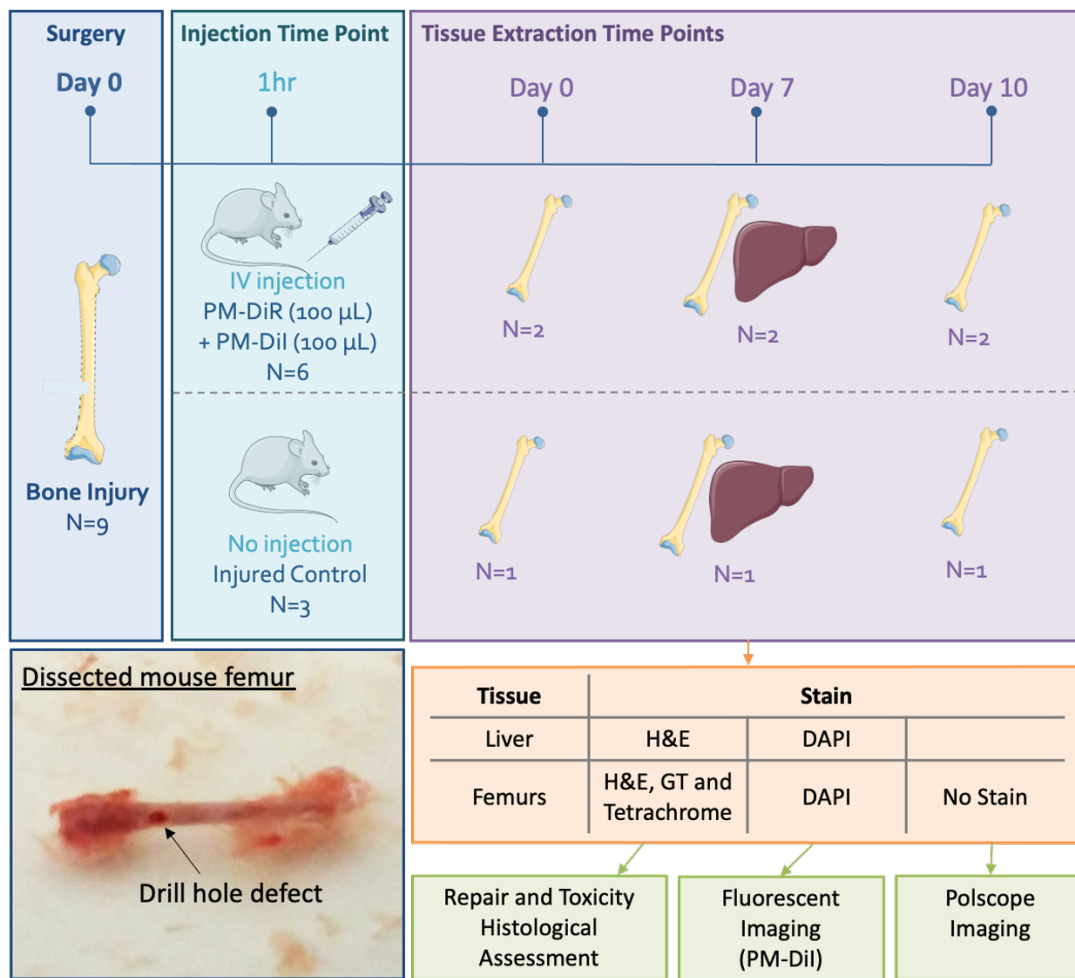 Surgery
Day 0
Bone Injury
N=9
Injection Time Point
1hr
IV injection
PM-DiR (100 µL)
+ PM-DiI (100 µL)
N=6
No injection
Injured Control
N=3
Tissue Extraction Time Points
Day 0 Day 7 Day 10
N=2 N=2 N=2
N=1 N=1 N=1
Dissected mouse femur
Drill hole defect
Tissue Stain
Liver H&E DAPI
Femurs H&E, GT and Tetrachrome DAPI No Stain
Repair and Toxicity
Histological
Assessment
Fluorescent
Imaging
(PM-DiI)
Polscope
Imaging